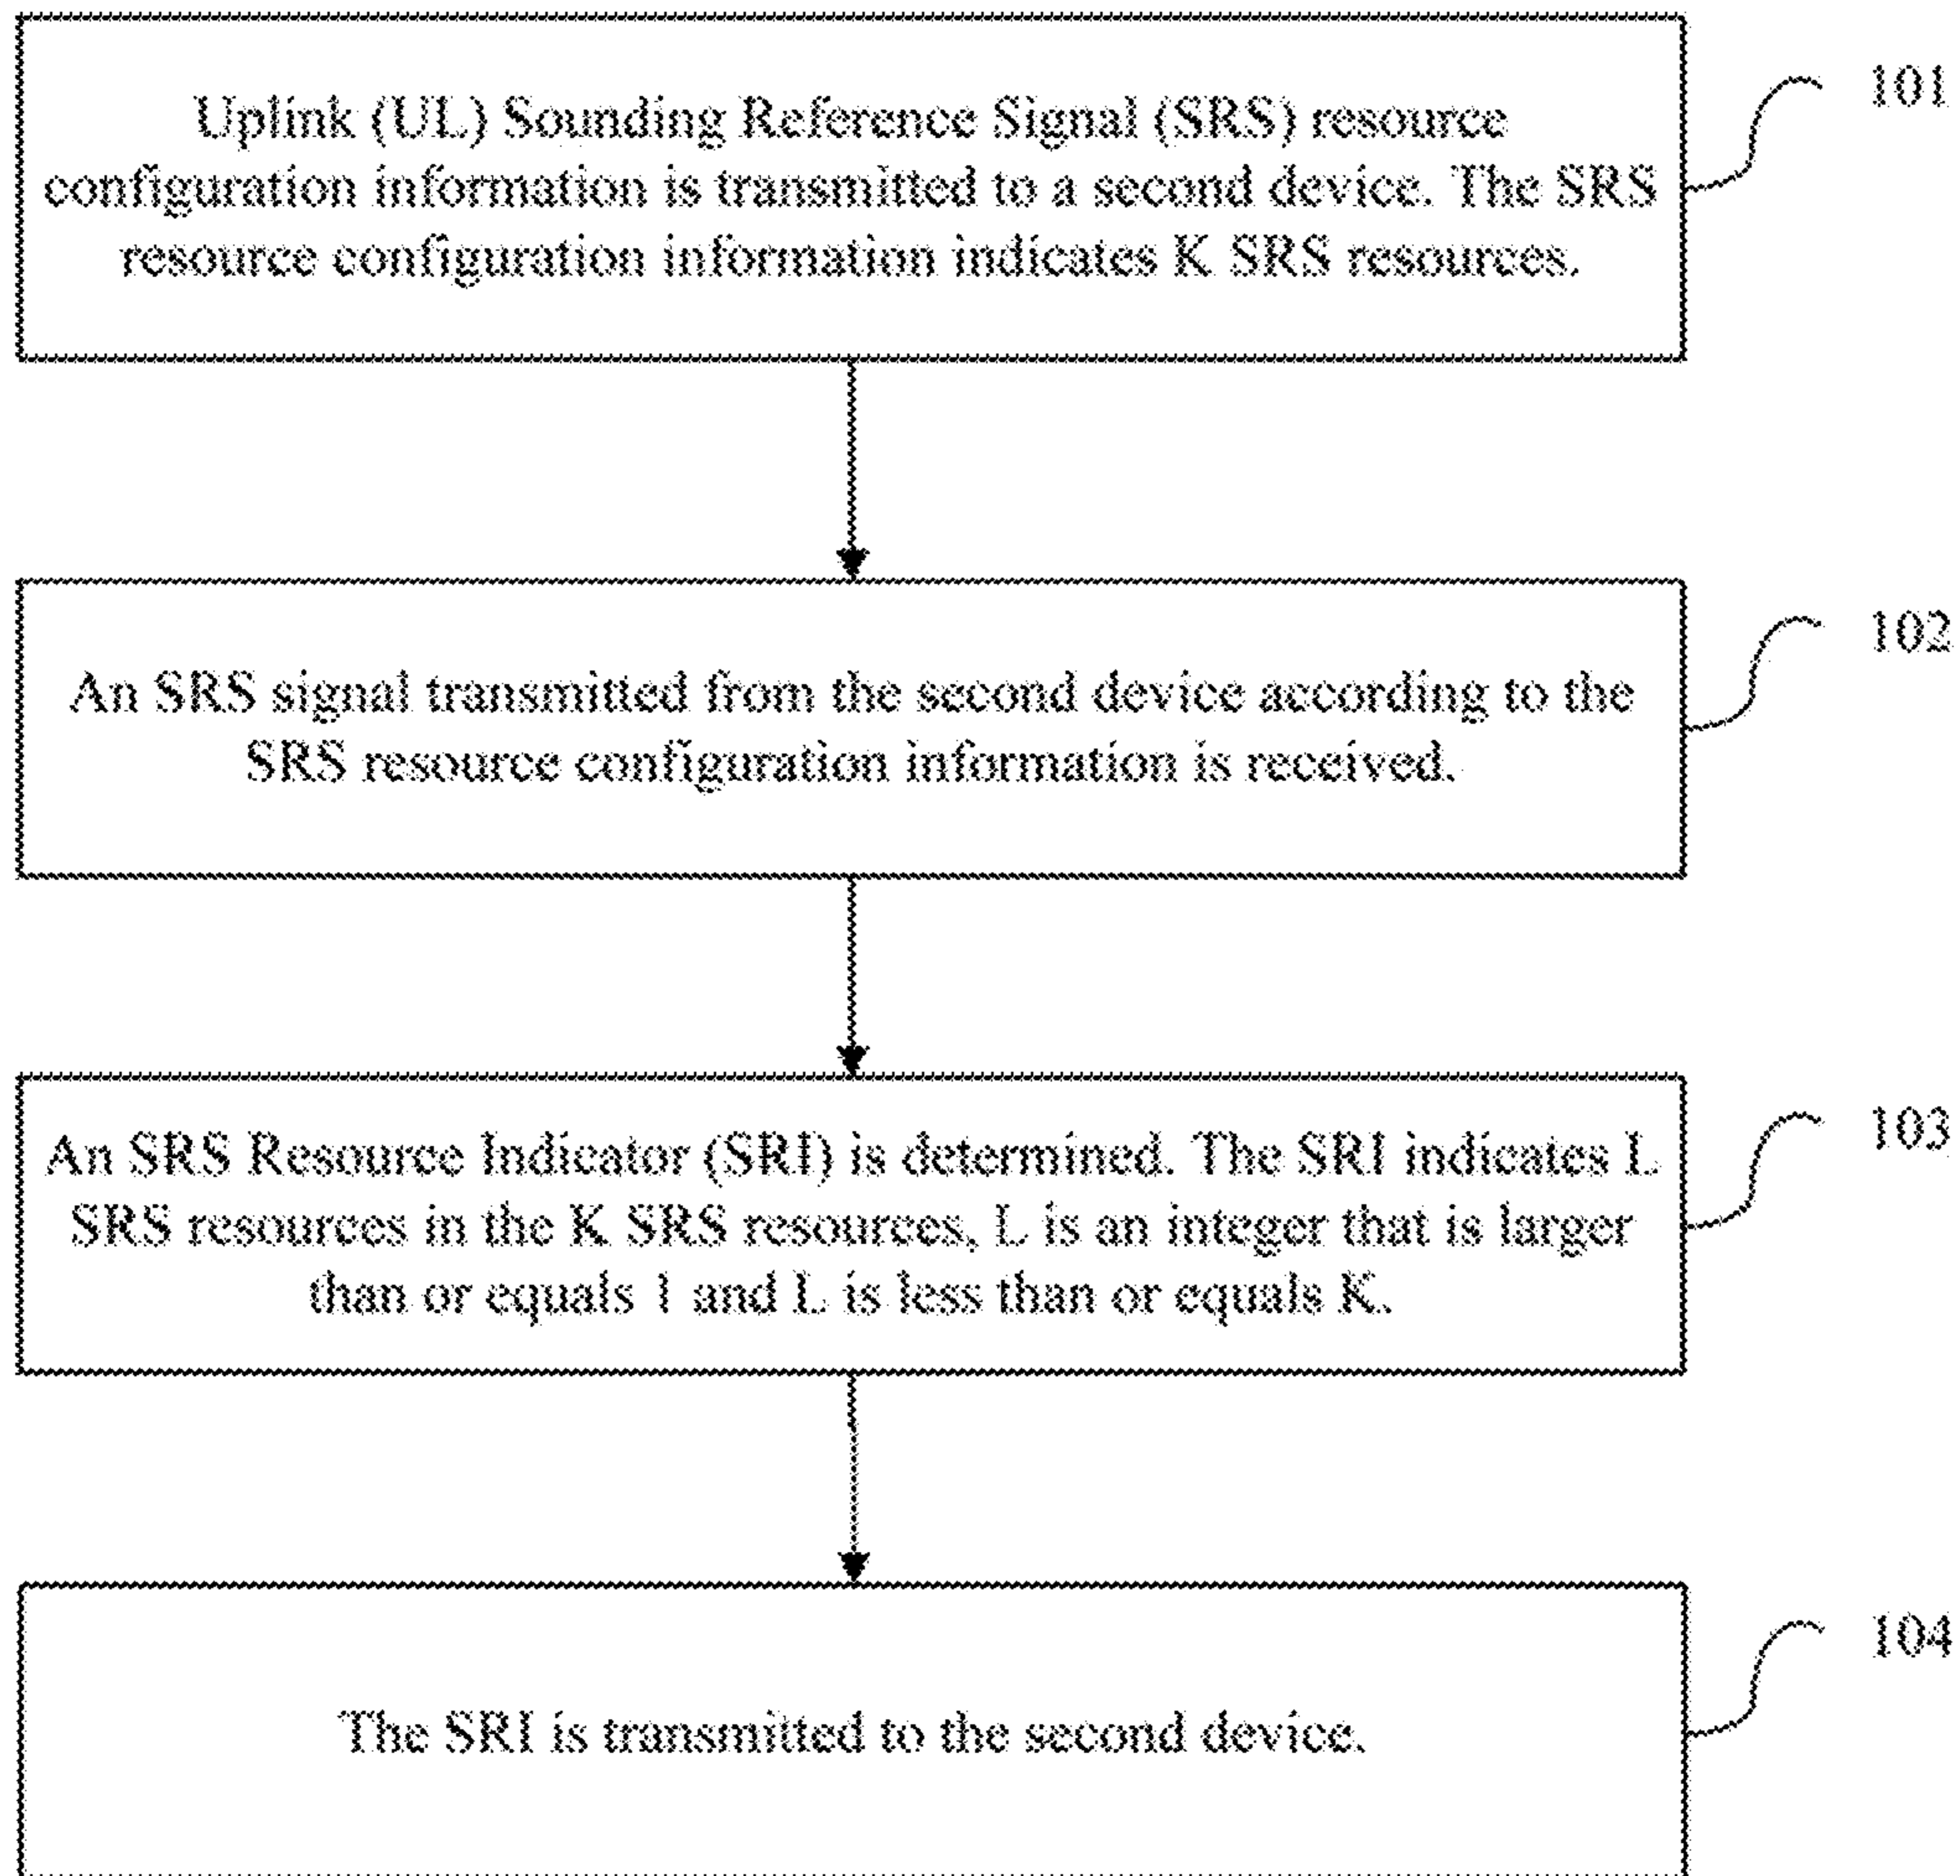 Uplink (UL) Sounding Reference Signal (SRS) resource
configuration information is transmitted to a second device. The SRS
resource configuration information indicates K SRS resources.
101
An SRS signal transmitted from the second device according to the
SRS resource configuration information is received.
102
An SRS Resource Indicator (SRI) is determined. The SRI indicates L
SRS resources in the K SRS resources, L is an integer that is larger
than or equals 1 and L is less than or equals K.
103
The SRI is transmitted to the second device.
104